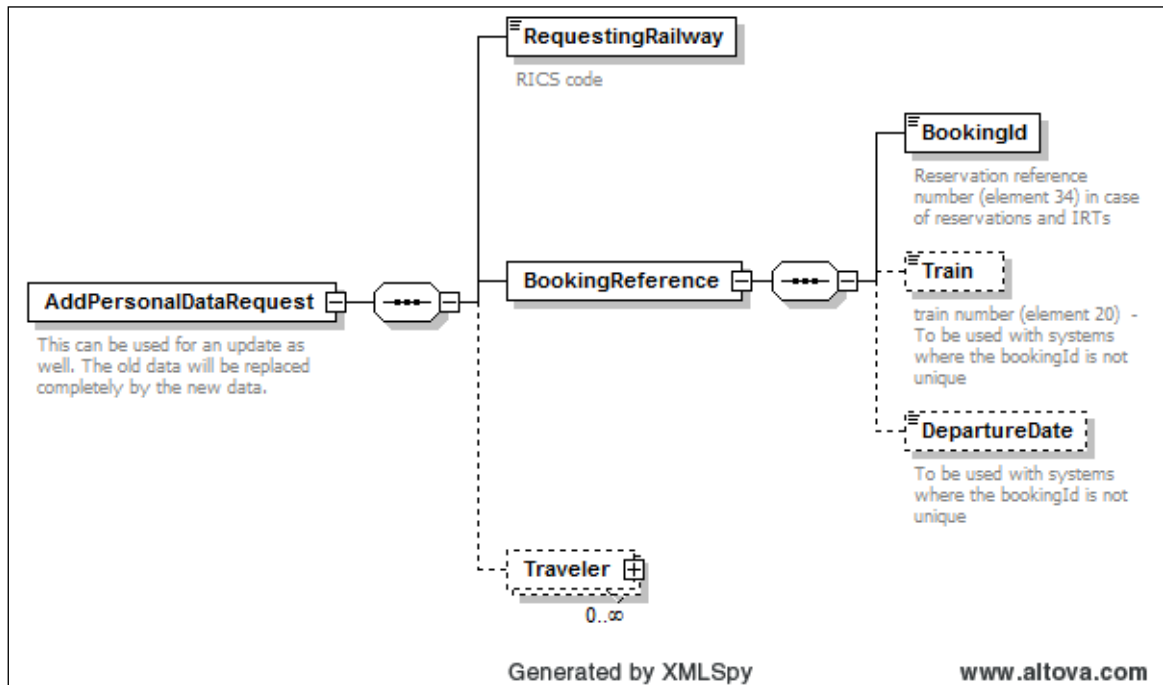 RequestingRailway
RICS code
BookingId
Reservation reference
number (element 34) in case
of reservations and IRTs
BookingReference
Train
train number (element 20)  -
To be used with systems
where the bookingId is not
unique
AddPersonalDataRequest
This can be used for an update as
well. The old data will be replaced
completely by the new data.
DepartureDate
To be used with systems
where the bookingId is not
unique
Traveler
0..∞
Generated by XMLSpy
www.altova.com